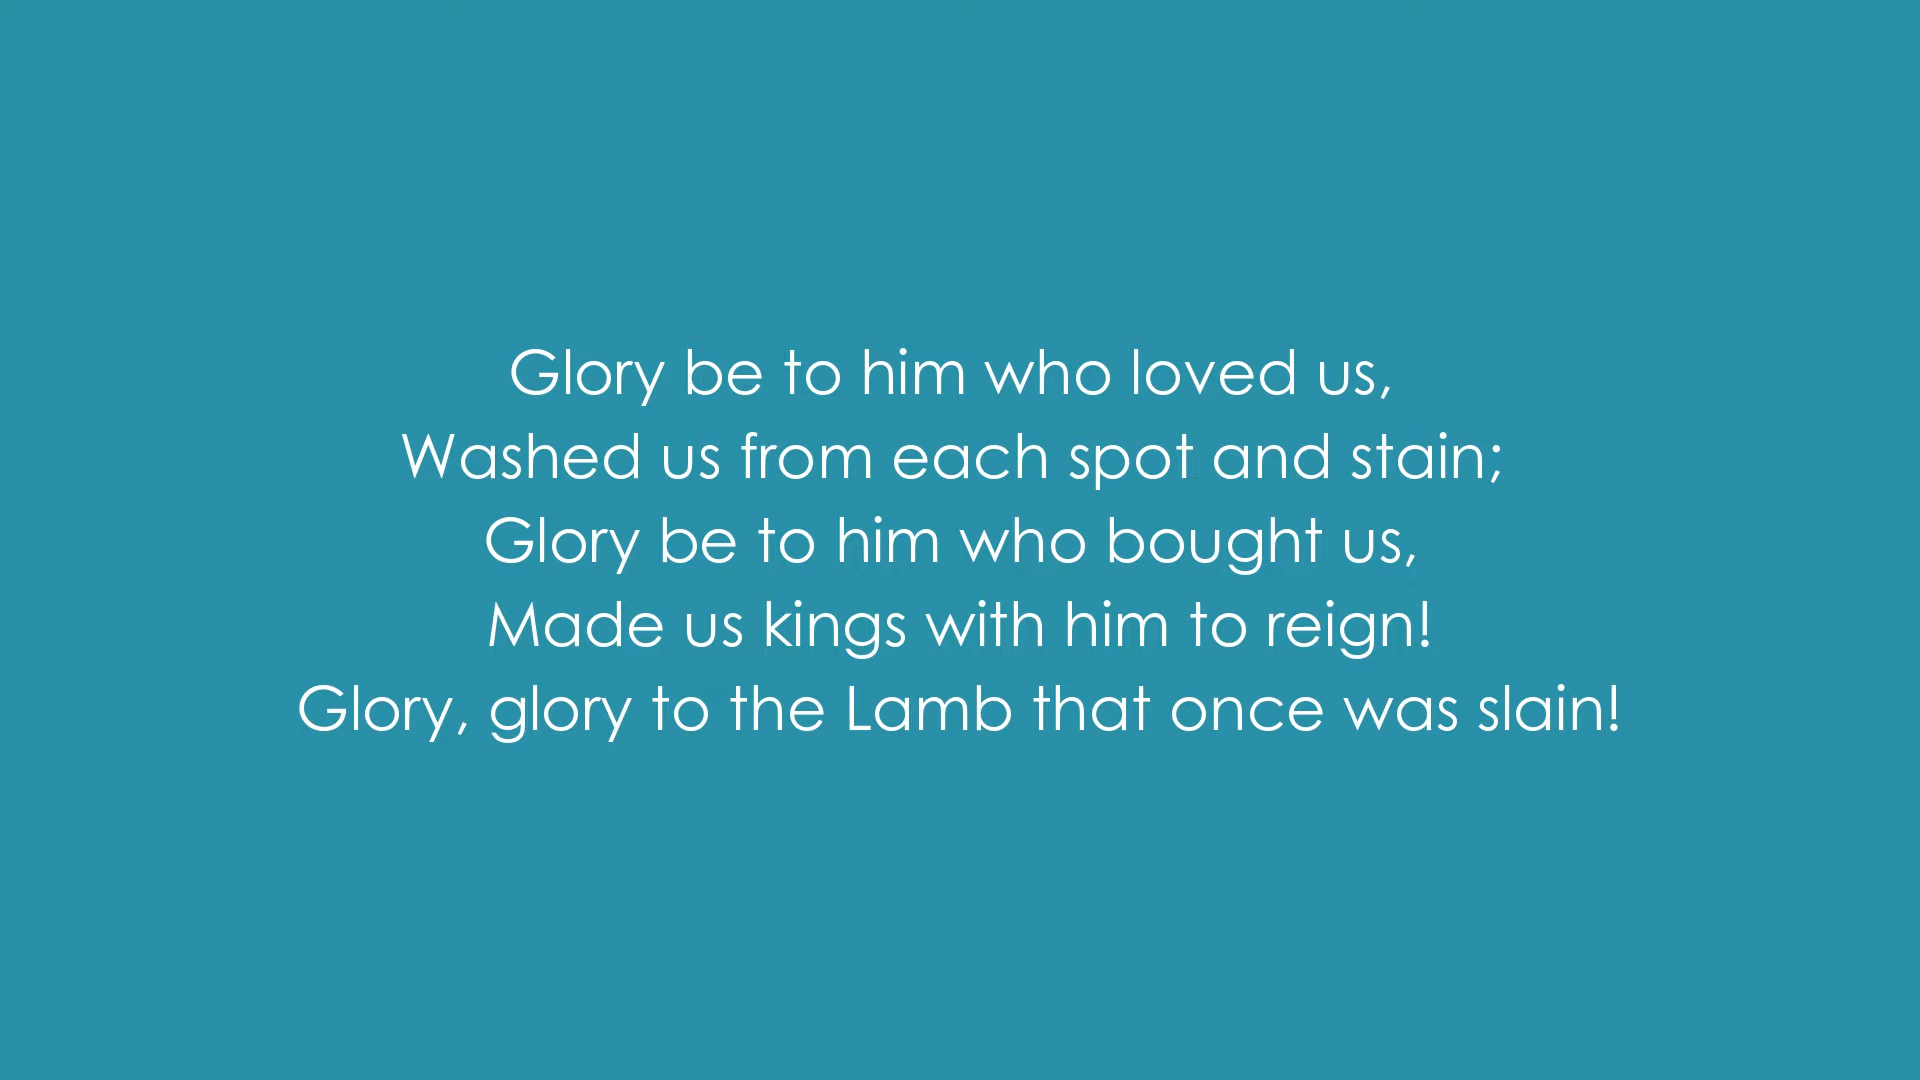 Glory be to him who loved us,
Washed us from each spot and stain;
Glory be to him who bought us,
Made us kings with him to reign!
Glory, glory to the Lamb that once was slain!